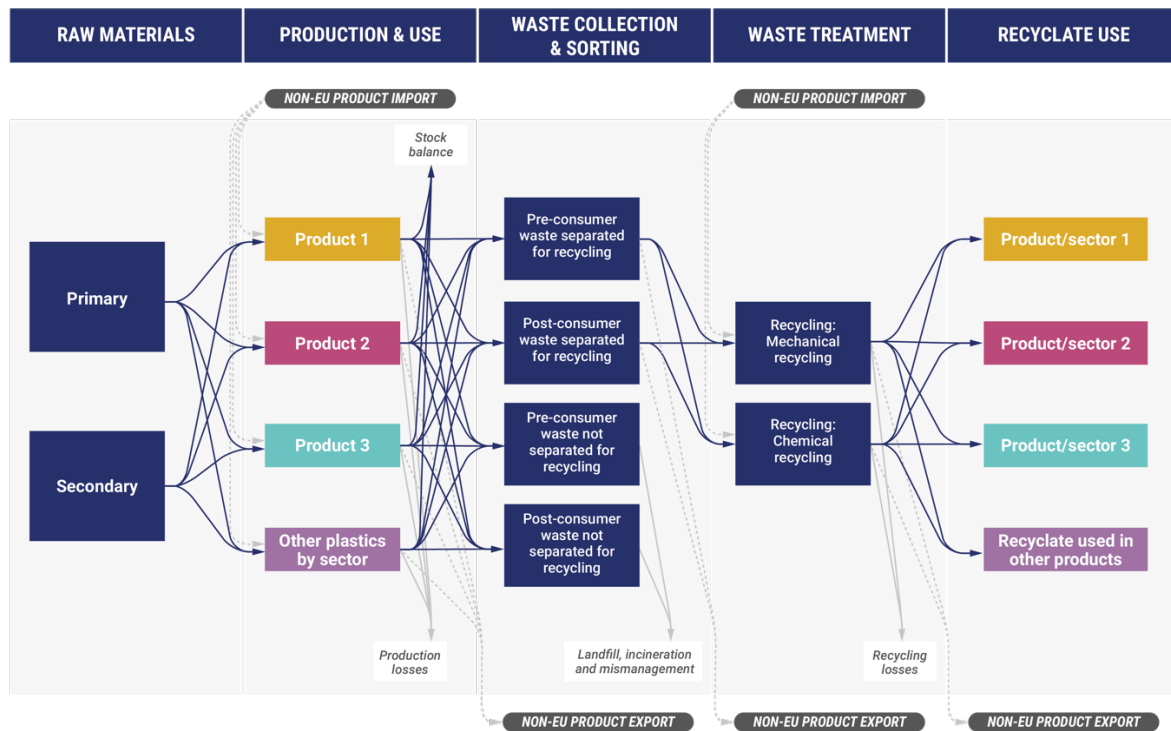 RAW MATERIALS
PRODUCTION & USE
WASTE COLLECTION
& SORTING
WASTE TREATMENT
RECYCLATE USE
NON-EU PRODUCT IMPORT
NON-EU PRODUCT IMPORT
Stock
balance
Primary
Secondary
Product 1
Product 2
Product 3
Other plastics
by sector
Pre-consumer
waste separated
for recycling
Post-consumer
waste separated
for recycling
Pre-consumer
waste not
separated for
recycling
Post-consumer
waste not
separated for
recycling
Recycling:
Mechanical
recycling
Recycling:
Chemical
recycling
Product/sector 1
Product/sector 2
Product/sector 3
Recyclate used in
other products
Production
losses
Landfill, incineration
and mismanagement
Recycling
losses
NON-EU PRODUCT EXPORT
NON-EU PRODUCT EXPORT
NON-EU PRODUCT EXPORT